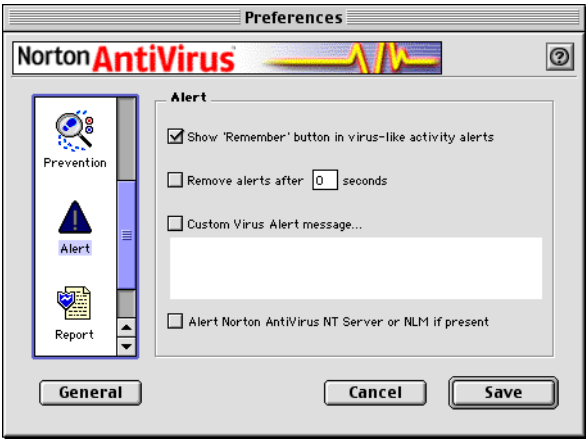 Preferences
Norton AntiVirus
?
Alert
Prevention
Alert
Report
Show 'Remember' button in virus-like activity alerts
Remove alerts after 0 seconds
Custom Virus Alert message...
Alert Norton AntiVirus NT Server or NLM if present
General
Cancel
Save